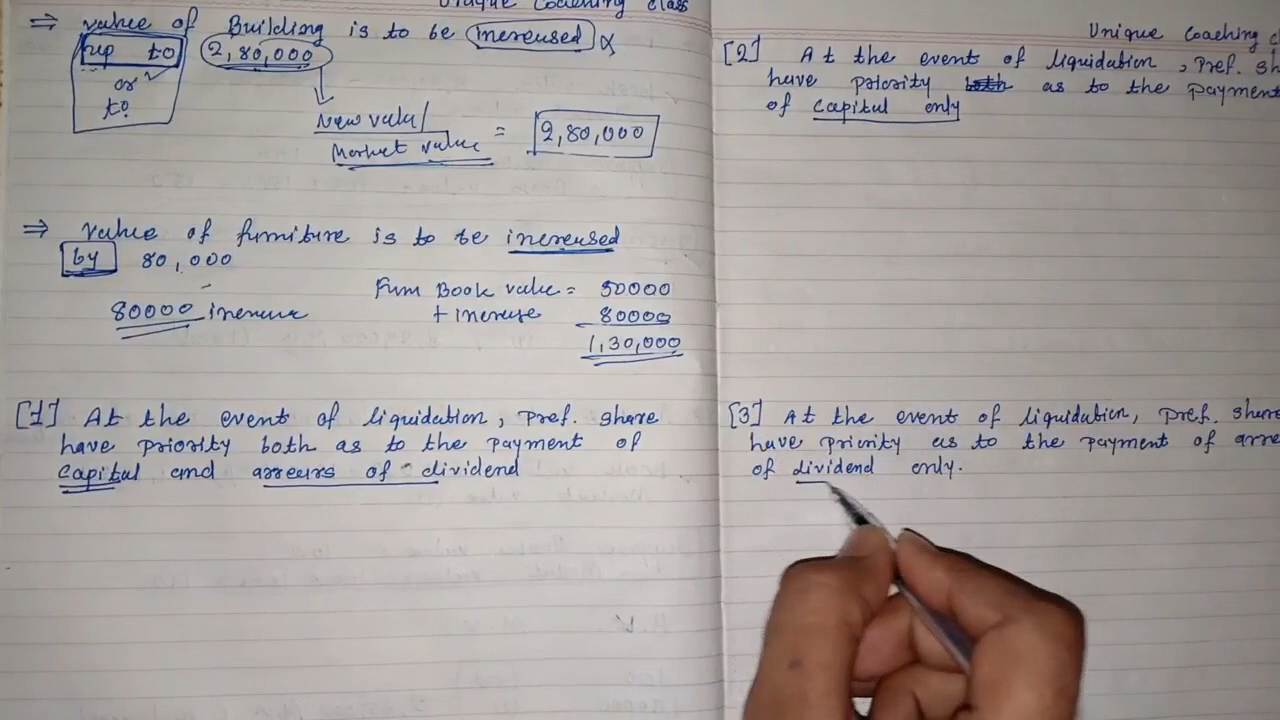 Unique Coaching Class
⇒ value of Building is to be increused
up to 2,80,000
or
to
New valu/
Market value = 2,80,000
⇒ value of furniture is to be increused
by 80,000
Furn Book value = 50000
80000 increase + increase 80000
1,30,000
[1] At the event of liquidation, pref. share
have priority both as to the payment of
capital and arreurs of dividend
Unique Coaching c
[2] At the event of liquidation, Pref. sh
have priority both as to the payment
of capital only
[3] At the event of liquidation, pref. share
have priority as to the payment of arre
of dividend only.